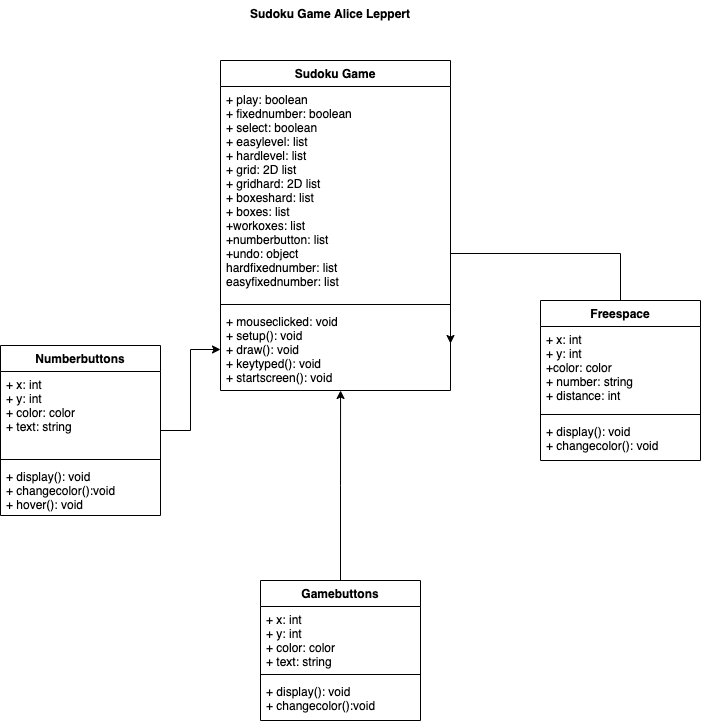 Sudoku Game Alice Leppert
Sudoku Game
+ play: boolean
+ fixednumber: boolean
+ select: boolean
+ easylevel: list
+ hardlevel: list
+ grid: 2D list
+ gridhard: 2D list
+ boxeshard: list
+ boxes: list
+workoxes: list
+numberbutton: list
+undo: object
hardfixednumber: list
easyfixednumber: list
+ mouseclicked: void
+ setup(): void
+ draw(): void
+ keytyped(): void
+ startscreen(): void
Numberbuttons
+ x: int
+ y: int
+ color: color
+ text: string
+ display(): void
+ changecolor():void
+ hover(): void
Freespace
+ x: int
+ y: int
+color: color
+ number: string
+ distance: int
+ display(): void
+ changecolor(): void
Gamebuttons
+ x: int
+ y: int
+ color: color
+ text: string
+ display(): void
+ changecolor():void